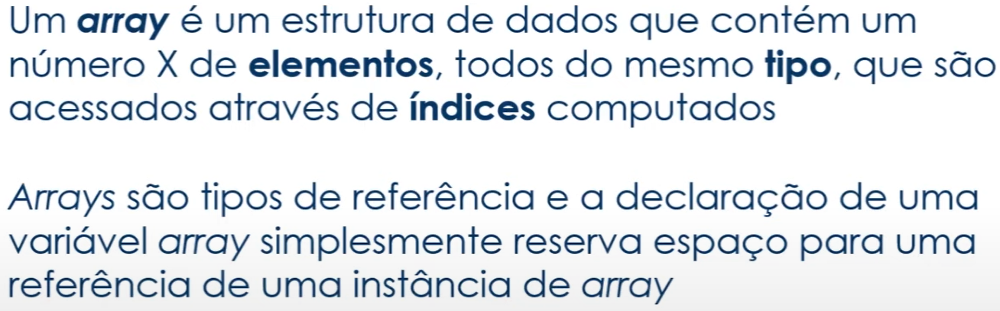 Um array é um estrutura de dados que contém um
número X de elementos, todos do mesmo tipo, que são
acessados através de índices computados
Arrays são tipos de referência e a declaração de uma
variável array simplesmente reserva espaço para uma
referência de uma instância de array